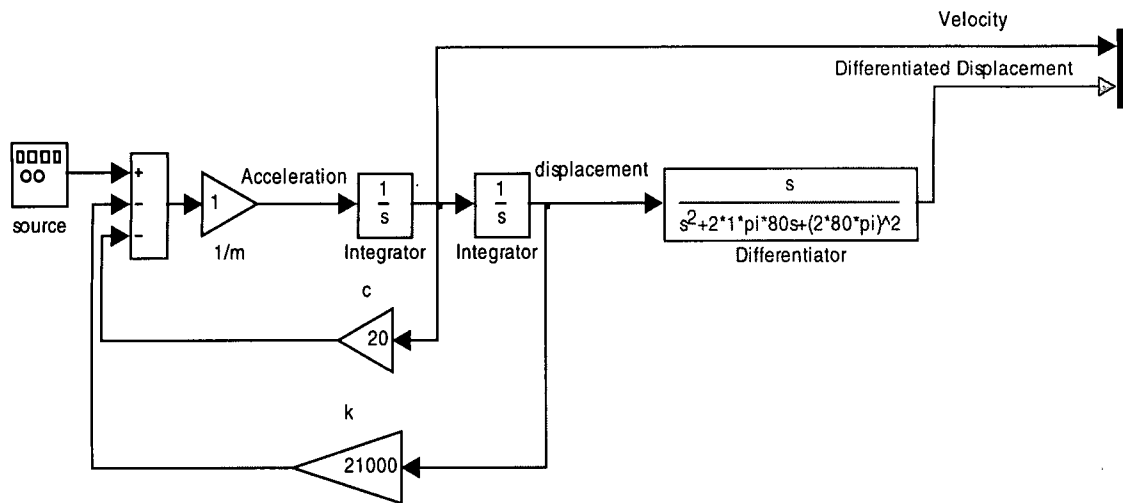 Velocity
Differentiated Displacement
source
+
−
−
1
1/m
Acceleration
1
s
Integrator
1
s
Integrator
displacement
s
s²+2*1*pi*80s+(2*80*pi)^2
Differentiator
c
20
k
21000